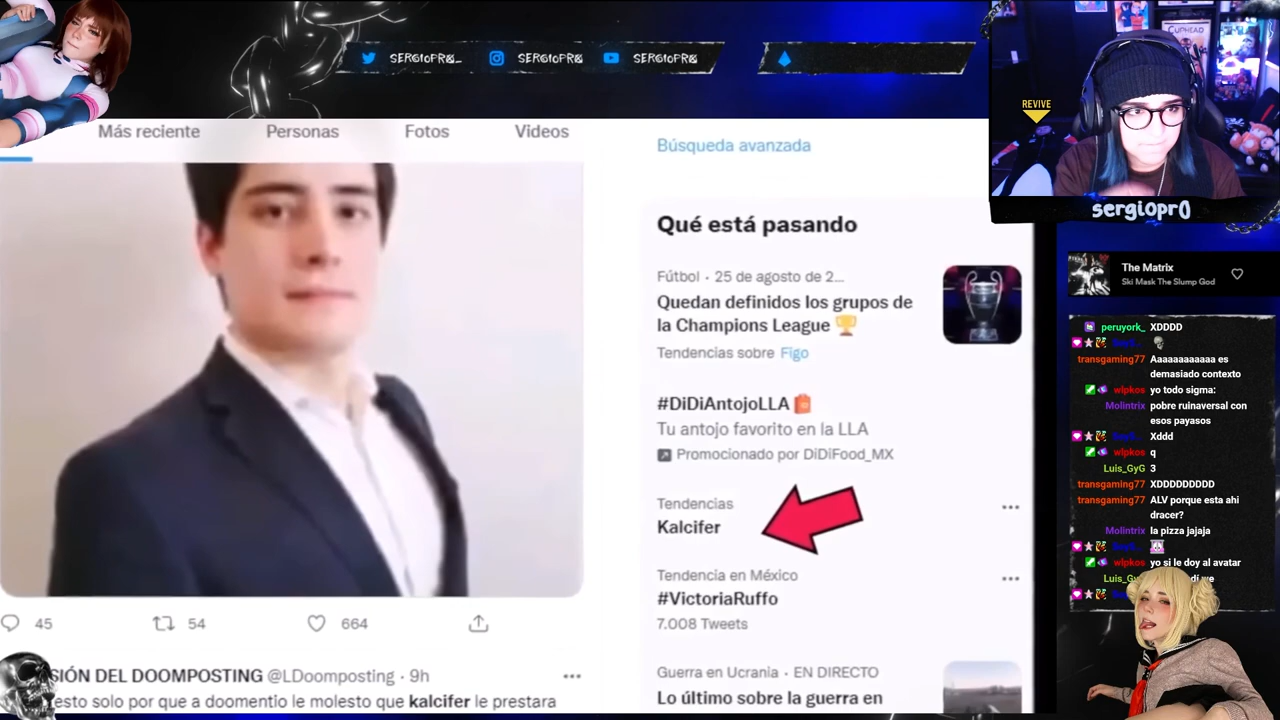 SERGIOPR0_
SERGIOPR0
SERGIOPR0
CUPHEAD
REVIVE
sergiopr0
Más reciente
Personas
Fotos
Videos
Búsqueda avanzada
Qué está pasando
Fútbol · 25 de agosto de 2...
Quedan definidos los grupos de
la Champions League 🏆
Tendencias sobre Figo
#DiDiAntojoLLA
Tu antojo favorito en la LLA
Promocionado por DiDiFood_MX
Tendencias
Kalcifer
Tendencia en México
#VictoriaRuffo
7.008 Tweets
Guerra en Ucrania · EN DIRECTO
Lo último sobre la guerra en
45
54
664
SIÓN DEL DOOMPOSTING @LDoomposting · 9h
esto solo por que a doomentio le molesto que kalcifer le prestara
The Matrix
Ski Mask The Slump God
peruyork_ XDDDD
transgaming77 Aaaaaaaaaaa es
demasiado contexto
wlpkos yo todo sigma:
Molintrix pobre ruinaversal con
esos payasos
Xddd
wlpkos q
Luis_GyG 3
transgaming77 XDDDDDDDDD
transgaming77 ALV porque esta ahi
dracer?
Molintrix la pizza jajaja
wlpkos yo si le doy al avatar